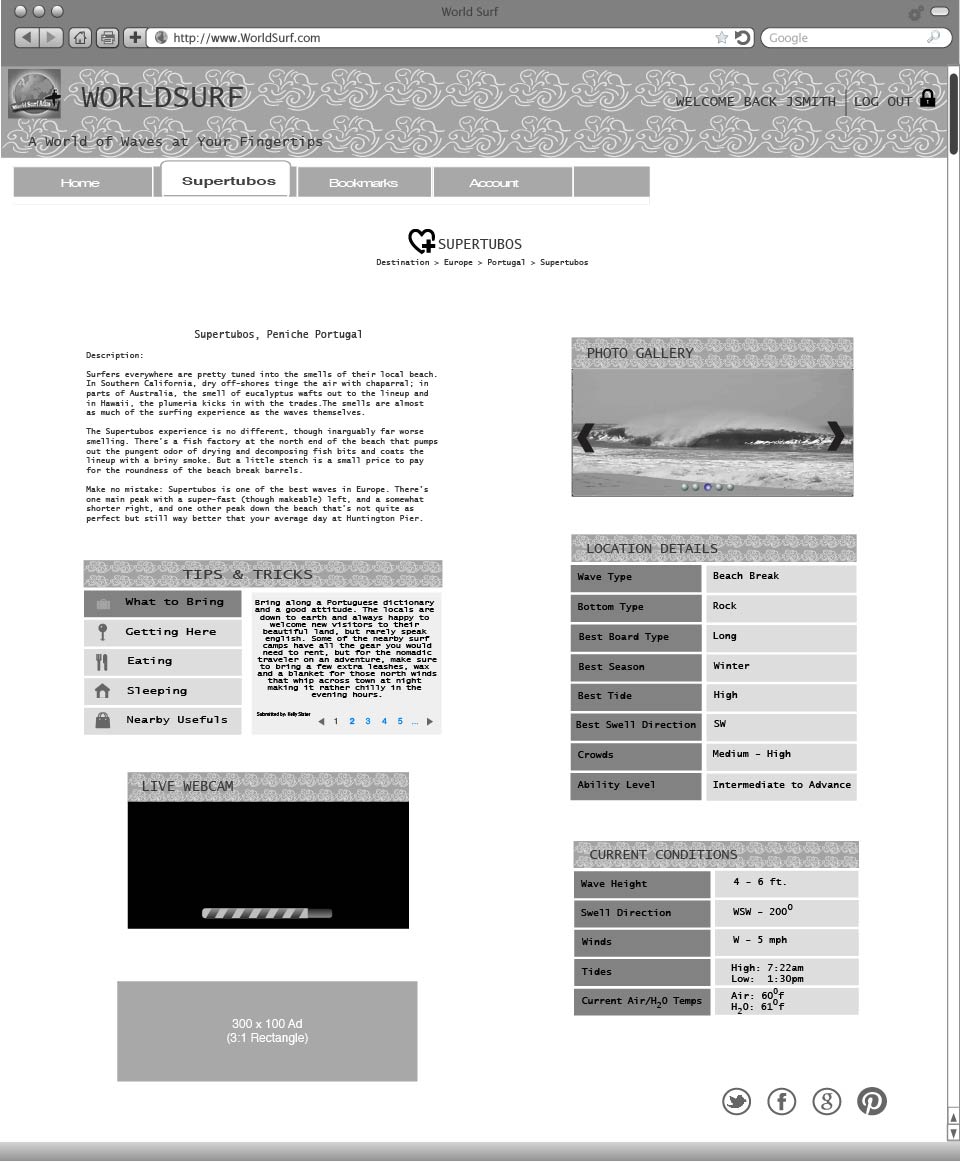 World Surf
http://www.WorldSurf.com
Google
World Surf Atlas
WORLDSURF
WELCOME BACK JSMITH
LOG OUT
A World of Waves at Your Fingertips
Home
Supertubos
Bookmarks
Account
SUPERTUBOS
Destination > Europe > Portugal > Supertubos
Supertubos, Peniche Portugal
Description:
Surfers everywhere are pretty tuned into the smells of their local beach.
In Southern California, dry off-shores tinge the air with chaparral; in
parts of Australia, the smell of eucalyptus wafts out to the lineup and
in Hawaii, the plumeria kicks in with the trades.The smells are almost
as much of the surfing experience as the waves themselves.
The Supertubos experience is no different, though inarguably far worse
smelling. There's a fish factory at the north end of the beach that pumps
out the pungent odor of drying and decomposing fish bits and coats the
lineup with a briny smoke. But a little stench is a small price to pay
for the roundness of the beach break barrels.
Make no mistake: Supertubos is one of the best waves in Europe. There's
one main peak with a super-fast (though makeable) left, and a somewhat
shorter right, and one other peak down the beach that's not quite as
perfect but still way better that your average day at Huntington Pier.
TIPS & TRICKS
What to Bring
Getting Here
Eating
Sleeping
Nearby Usefuls
Bring along a Portuguese dictionary
and a good attitude. The locals are
down to earth and always happy to
welcome new visitors to their
beautiful land, but rarely speak
english. Some of the nearby surf
camps have all the gear you would
need to rent, but for the nomadic
traveler on an adventure, make sure
to bring a few extra leashes, wax
and a blanket for those north winds
that whip across town at night
making it rather chilly in the
evening hours.
Submitted by: Kelly Slater
1 2 3 4 5 ...
LIVE WEBCAM
300 x 100 Ad
(3:1 Rectangle)
PHOTO GALLERY
LOCATION DETAILS
Wave Type Beach Break
Bottom Type Rock
Best Board Type Long
Best Season Winter
Best Tide High
Best Swell Direction SW
Crowds Medium - High
Ability Level Intermediate to Advance
CURRENT CONDITIONS
Wave Height 4 - 6 ft.
Swell Direction WSW - 200º
Winds W - 5 mph
Tides High: 7:22am
Low: 1:30pm
Current Air/H₂O Temps Air: 60ºf
H₂O: 61ºf